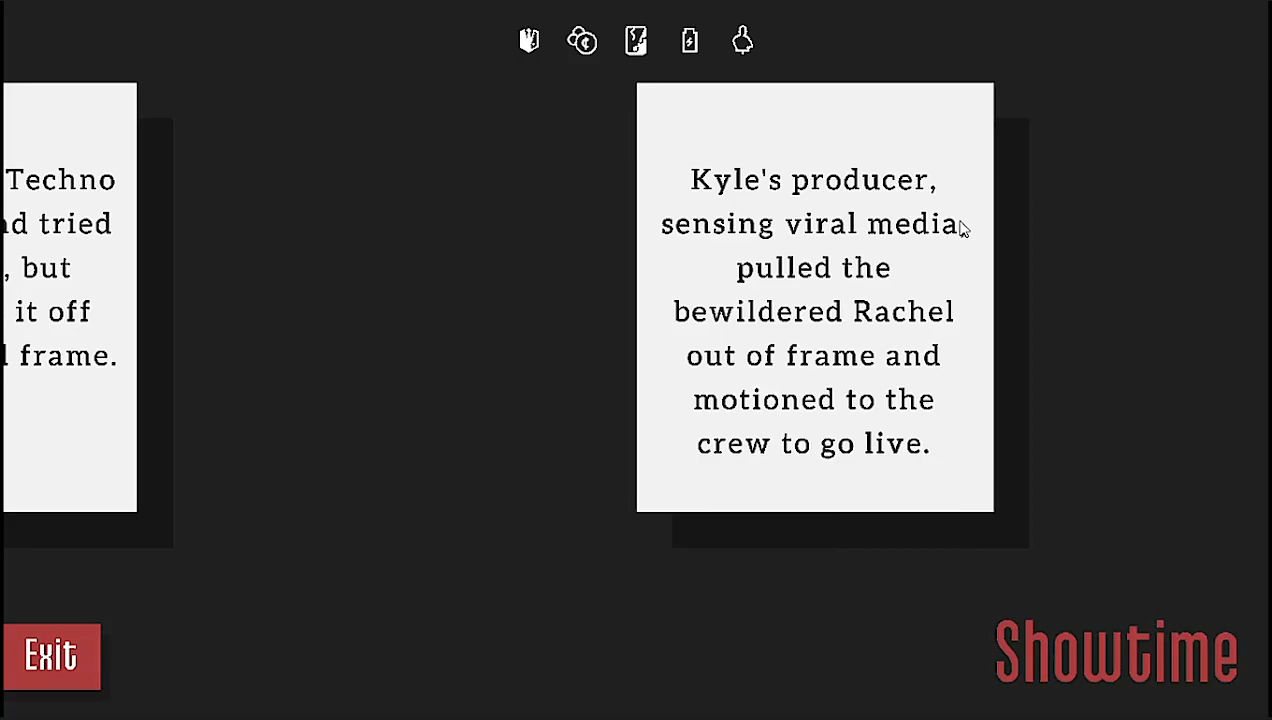 Techno
nd tried
, but
it off
frame.
Kyle's producer,
sensing viral media,
pulled the
bewildered Rachel
out of frame and
motioned to the
crew to go live.
Exit
Showtime